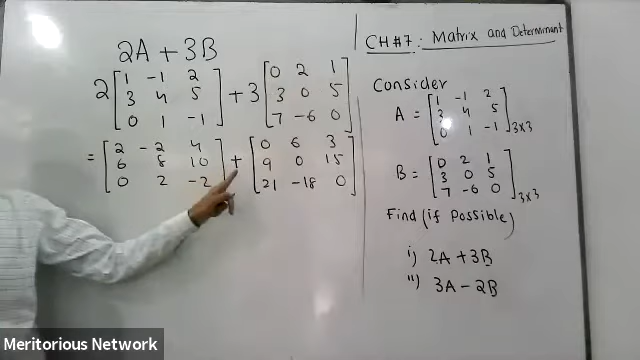 CH#7: Matrix and Determinant
2A + 3B
2 [ 1 -1 2
3 4 5
0 1 -1 ] + 3 [ 0 2 1
3 0 5
7 -6 0 ]
= [ 2 -2 4
6 8 10
0 2 -2 ] + [ 0 6 3
9 0 15
21 -18 0 ]
Consider
A = [ 1 -1 2
3 4 5
0 1 -1 ] 3x3
B = [ 0 2 1
3 0 5
7 -6 0 ] 3x3
Find (if Possible)
i) 2A + 3B
ii) 3A - 2B
Meritorious Network